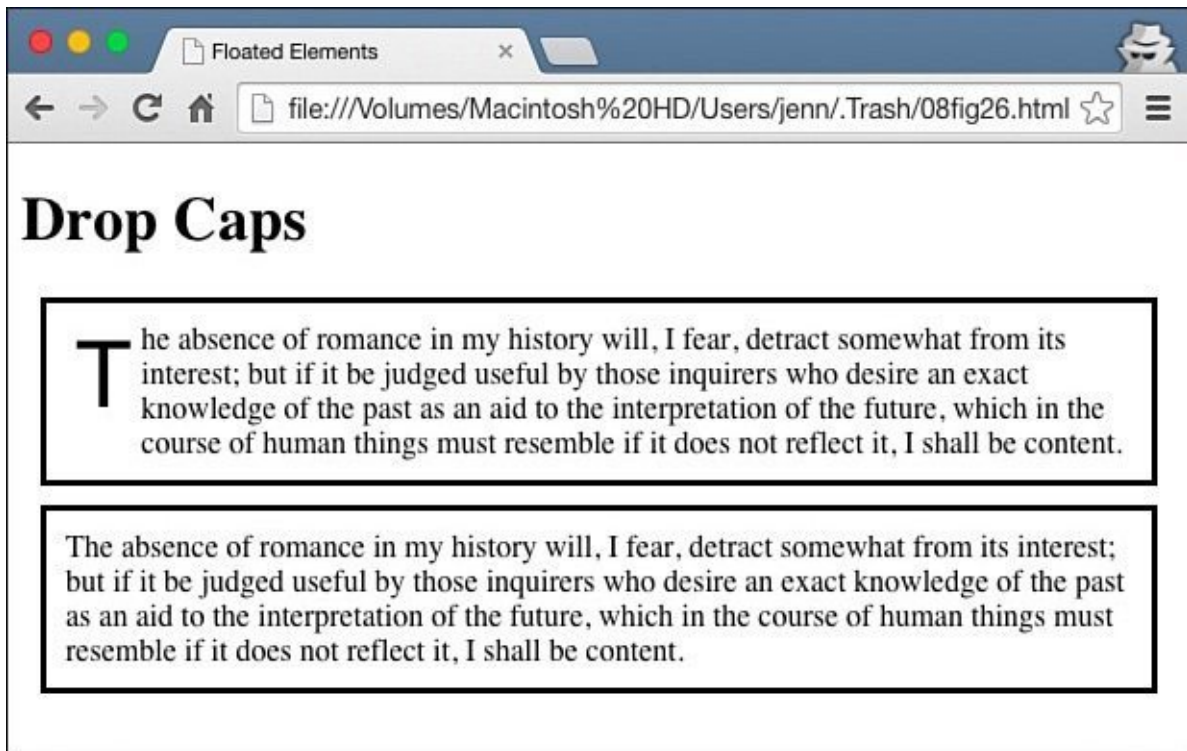 Floated Elements
file:///Volumes/Macintosh%20HD/Users/jenn/.Trash/08fig26.html
Drop Caps
The absence of romance in my history will, I fear, detract somewhat from its
interest; but if it be judged useful by those inquirers who desire an exact
knowledge of the past as an aid to the interpretation of the future, which in the
course of human things must resemble if it does not reflect it, I shall be content.
The absence of romance in my history will, I fear, detract somewhat from its interest;
but if it be judged useful by those inquirers who desire an exact knowledge of the past
as an aid to the interpretation of the future, which in the course of human things must
resemble if it does not reflect it, I shall be content.